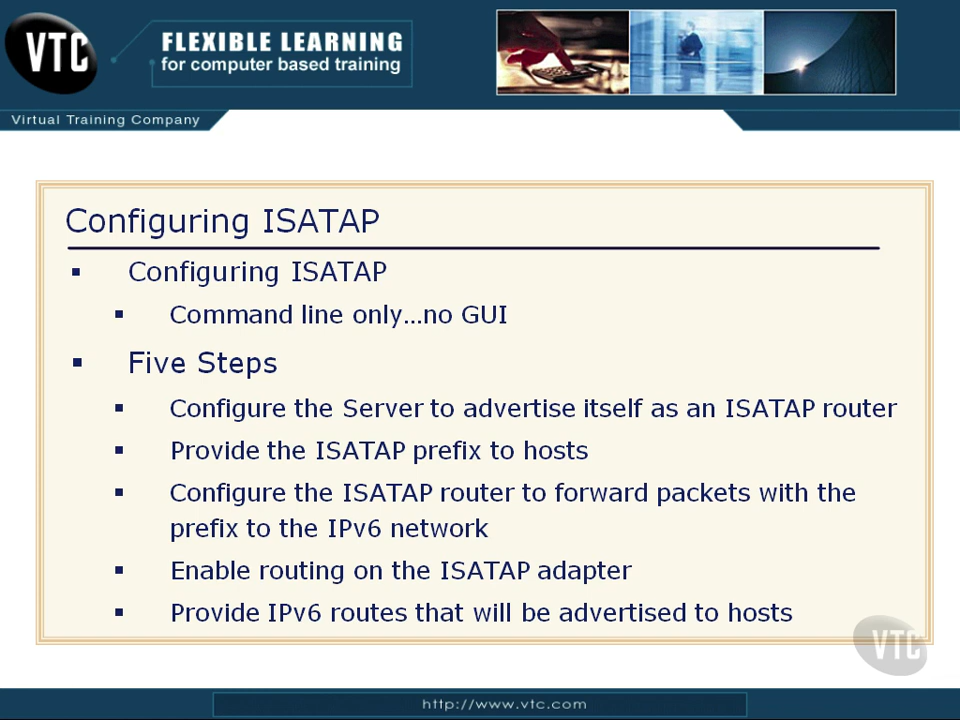 VTC
FLEXIBLE LEARNING
for computer based training
Virtual Training Company
Configuring ISATAP
Configuring ISATAP
Command line only...no GUI
Five Steps
Configure the Server to advertise itself as an ISATAP router
Provide the ISATAP prefix to hosts
Configure the ISATAP router to forward packets with the
prefix to the IPv6 network
Enable routing on the ISATAP adapter
Provide IPv6 routes that will be advertised to hosts
VTC
http://www.vtc.com